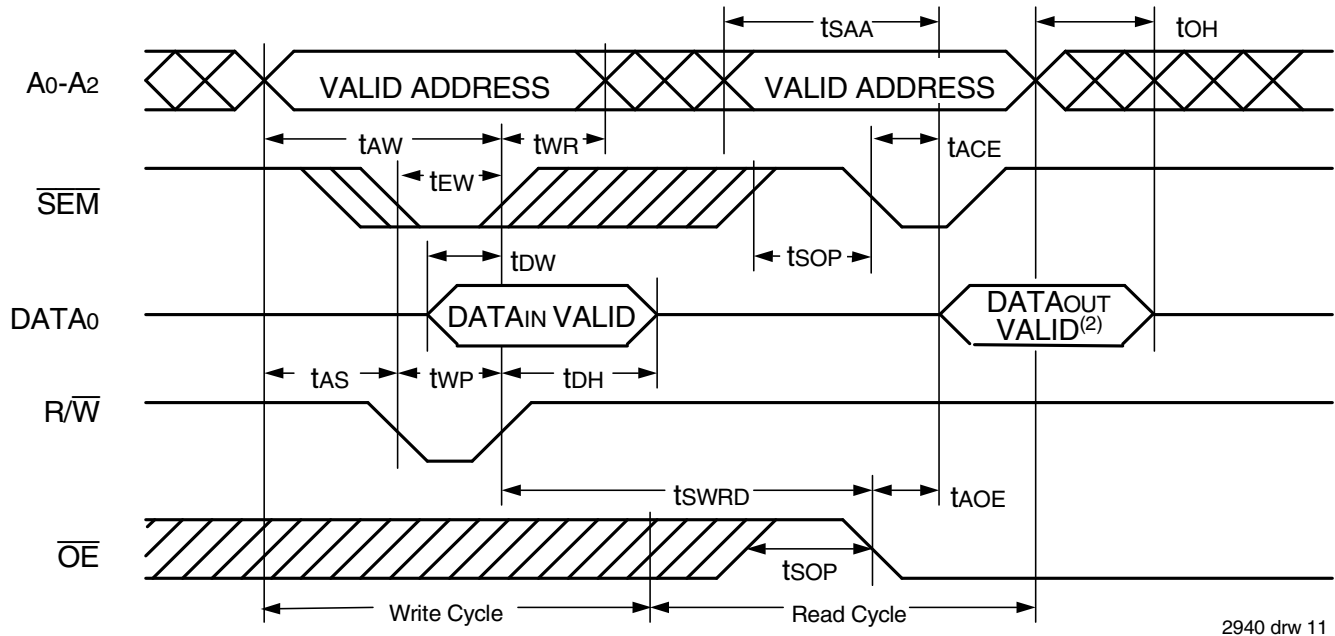 tSAA
tOH
A0-A2
VALID ADDRESS
VALID ADDRESS
tAW
tWR
tACE
tEW
SEM
tDW
tSOP
DATA0
DATAIN VALID
DATAOUT
VALID(2)
tAS
tWP
tDH
R/W
tSWRD
tAOE
OE
tSOP
Write Cycle
Read Cycle
2940 drw 11